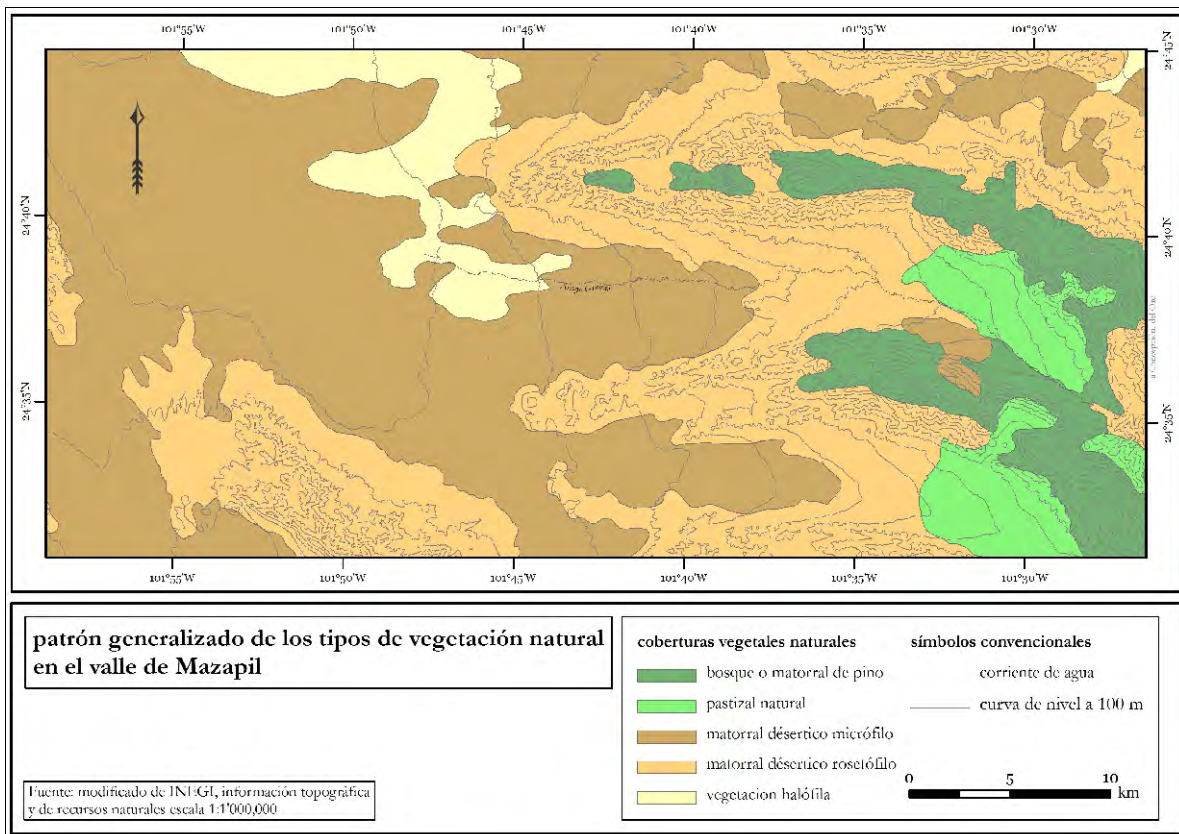 101°55'W 101°50'W 101°45'W 101°40'W 101°35'W 101°30'W
24°45'N
24°40'N
24°40'N
24°35'N
24°35'N
101°55'W 101°50'W 101°45'W 101°40'W 101°35'W 101°30'W
patrón generalizado de los tipos de vegetación natural
en el valle de Mazapil
Fuente: modificado de INEGI, información topográfica
y de recursos naturales escala 1:1'000,000
coberturas vegetales naturales
bosque o matorral de pino
pastizal natural
matorral désertico micrófilo
matorral désertico rosetófilo
vegetacion halófila
símbolos convencionales
corriente de agua
curva de nivel a 100 m
0 5 10
km